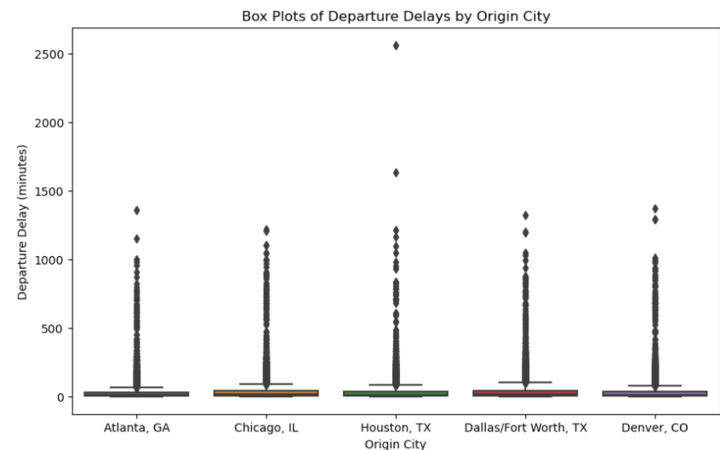 Box Plots of Departure Delays by Origin City
Departure Delay (minutes)
2500
2000
1500
1000
500
0
Atlanta, GA
Chicago, IL
Houston, TX
Dallas/Fort Worth, TX
Denver, CO
Origin City